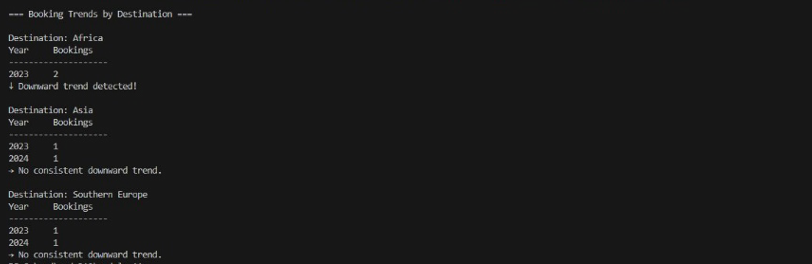 === Booking Trends by Destination ===
Destination: Africa
Year Bookings
--------------------
2023 2
↓ Downward trend detected!
Destination: Asia
Year Bookings
--------------------
2023 1
2024 1
→ No consistent downward trend.
Destination: Southern Europe
Year Bookings
--------------------
2023 1
2024 1
→ No consistent downward trend.